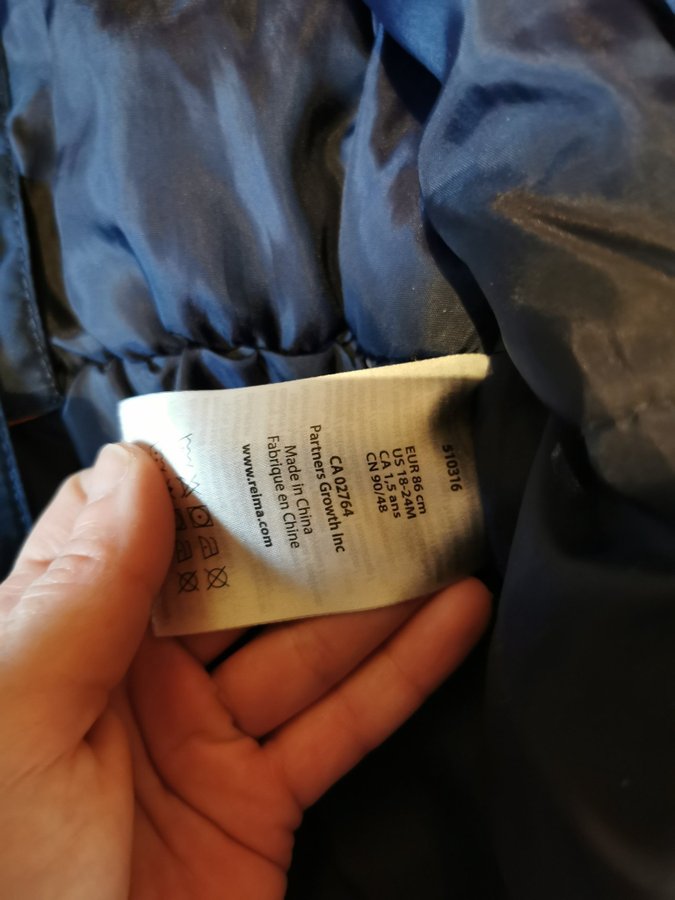 510316
EUR 86 cm
US 18-24M
CA 1,5 ans
CN 90/48
CA 02764
Partners Growth Inc
Made in China
Fabrique en Chine
www.reima.com